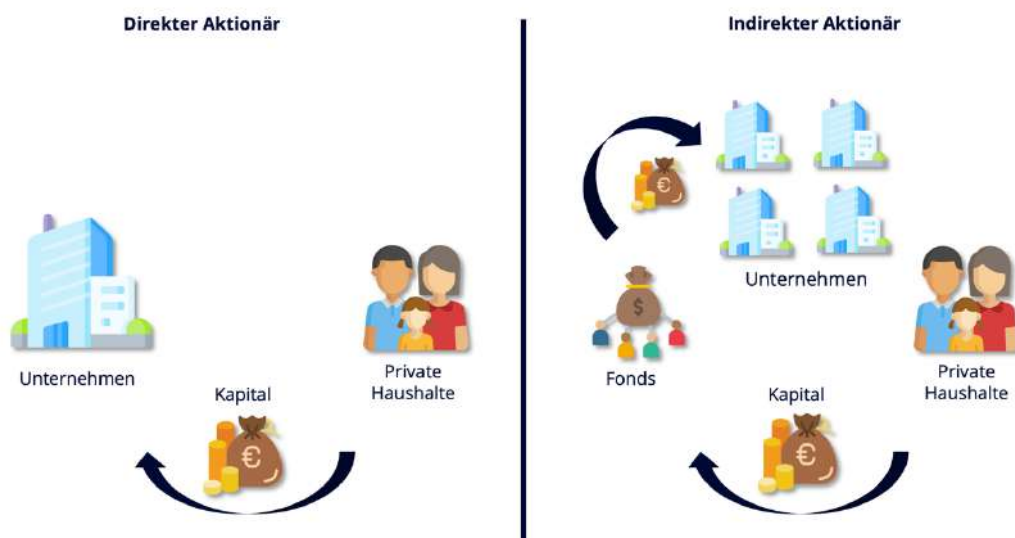 Direkter Aktionär
Unternehmen
Kapital
€
Private
Haushalte
Indirekter Aktionär
€
Unternehmen
$
Fonds
Kapital
€
Private
Haushalte